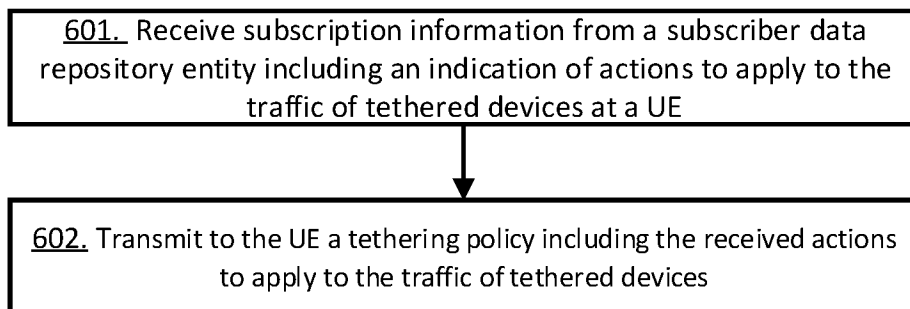 601. Receive subscription information from a subscriber data
repository entity including an indication of actions to apply to the
traffic of tethered devices at a UE
602. Transmit to the UE a tethering policy including the received actions
to apply to the traffic of tethered devices